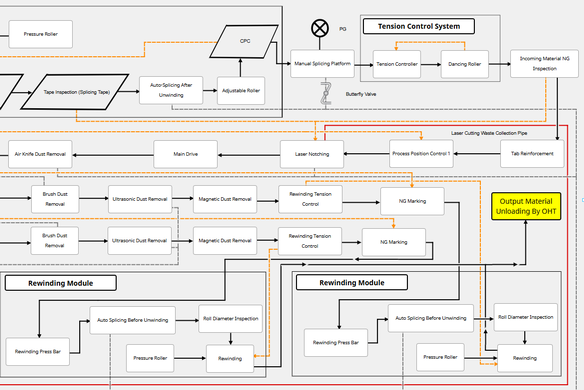 Pressure Roller
CPC
PG
Tension Control System
Manual Splicing Platform
Tension Controller
Dancing Roller
Incoming Material NG
Inspection
Tape Inspection (Splicing Tape)
Auto Splicing After
Unwinding
Adjustable Roller
Butterfly Valve
Laser Cutting Waste Collection Pipe
Air Knife Dust Removal
Main Drive
Laser Notching
Process Position Control 1
Tab Reinforcement
Brush Dust
Removal
Ultrasonic Dust Removal
Magnetic Dust Removal
Rewinding Tension
Control
NG Marking
Output Material
Unloading By OHT
Brush Dust
Removal
Ultrasonic Dust Removal
Magnetic Dust Removal
Rewinding Tension
Control
NG Marking
Rewinding Module
Auto Splicing Before Unwinding
Roll Diameter Inspection
Rewinding Press Bar
Pressure Roller
Rewinding
Rewinding Module
Auto Splicing Before Unwinding
Roll Diameter Inspection
Rewinding Press Bar
Pressure Roller
Rewinding